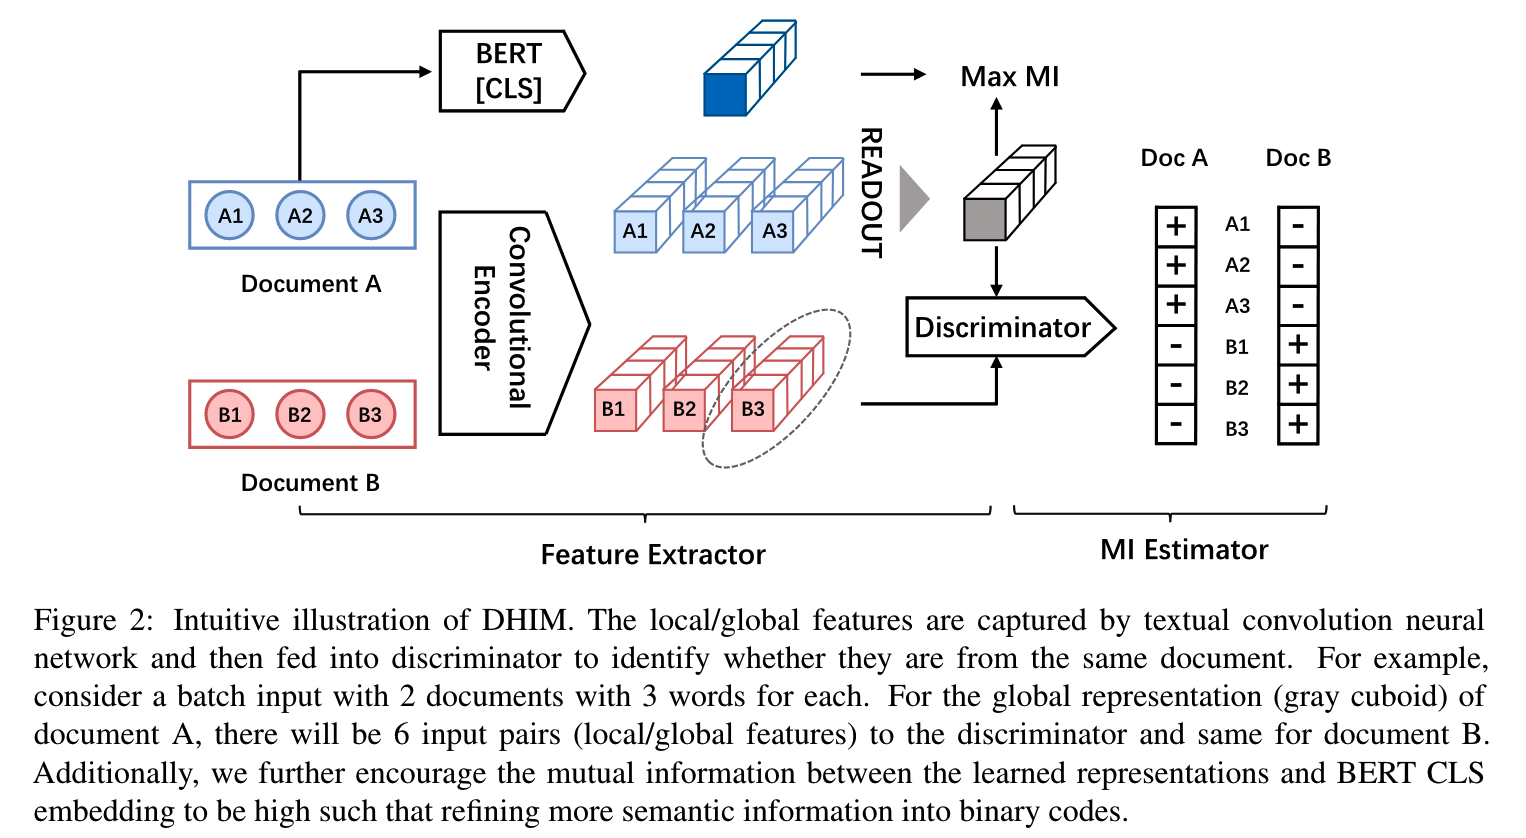 BERT
[CLS]
Max MI
READOUT
Doc A
Doc B
A1 A2 A3
Document A
Convolutional
Encoder
A1 A2 A3
Discriminator
+ A1 -
+ A2 -
+ A3 -
- B1 +
- B2 +
- B3 +
B1 B2 B3
Document B
B1 B2 B3
Feature Extractor
MI Estimator
Figure 2: Intuitive illustration of DHIM. The local/global features are captured by textual convolution neural
network and then fed into discriminator to identify whether they are from the same document. For example,
consider a batch input with 2 documents with 3 words for each. For the global representation (gray cuboid) of
document A, there will be 6 input pairs (local/global features) to the discriminator and same for document B.
Additionally, we further encourage the mutual information between the learned representations and BERT CLS
embedding to be high such that refining more semantic information into binary codes.